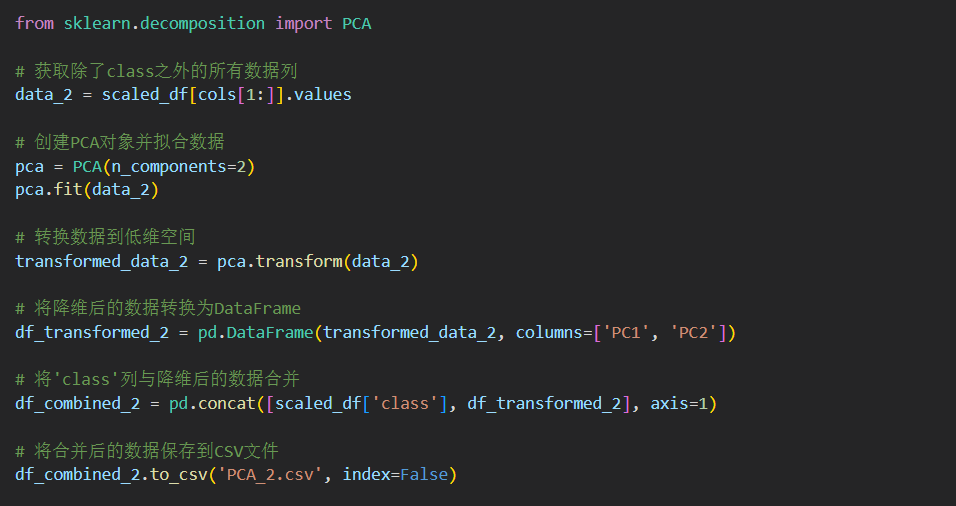 from sklearn.decomposition import PCA
# 获取除了class之外的所有数据列
data_2 = scaled_df[cols[1:]].values
# 创建PCA对象并拟合数据
pca = PCA(n_components=2)
pca.fit(data_2)
# 转换数据到低维空间
transformed_data_2 = pca.transform(data_2)
# 将降维后的数据转换为DataFrame
df_transformed_2 = pd.DataFrame(transformed_data_2, columns=['PC1', 'PC2'])
# 将'class'列与降维后的数据合并
df_combined_2 = pd.concat([scaled_df['class'], df_transformed_2], axis=1)
# 将合并后的数据保存到CSV文件
df_combined_2.to_csv('PCA_2.csv', index=False)